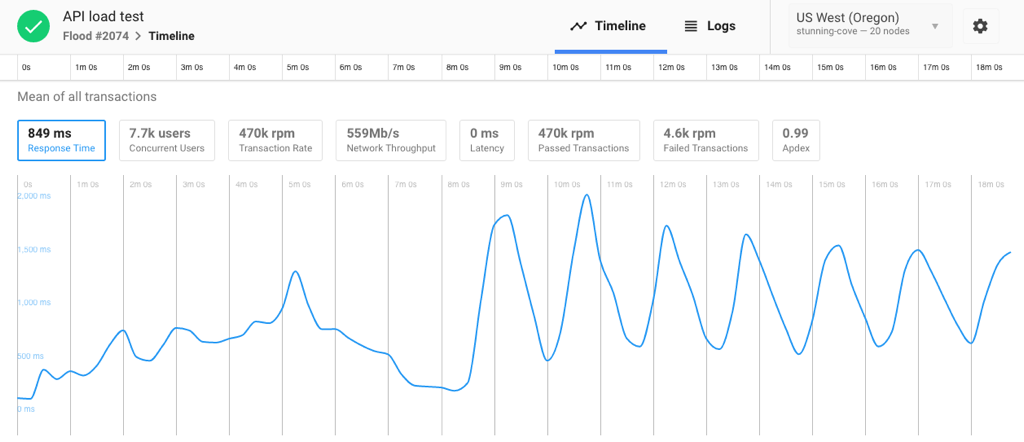 API load test
Flood #2074 > Timeline
Timeline
Logs
US West (Oregon)
stunning-cove — 20 nodes
0s 1m 0s 2m 0s 3m 0s 4m 0s 5m 0s 6m 0s 7m 0s 8m 0s 9m 0s 10m 0s 11m 0s 12m 0s 13m 0s 14m 0s 15m 0s 16m 0s 17m 0s 18m 0s
Mean of all transactions
849 ms
Response Time
7.7k users
Concurrent Users
470k rpm
Transaction Rate
559Mb/s
Network Throughput
0 ms
Latency
470k rpm
Passed Transactions
4.6k rpm
Failed Transactions
0.99
Apdex
0s 1m 0s 2m 0s 3m 0s 4m 0s 5m 0s 6m 0s 7m 0s 8m 0s 9m 0s 10m 0s 11m 0s 12m 0s 13m 0s 14m 0s 15m 0s 16m 0s 17m 0s 18m 0s
2,000 ms
1,500 ms
1,000 ms
500 ms
0 ms